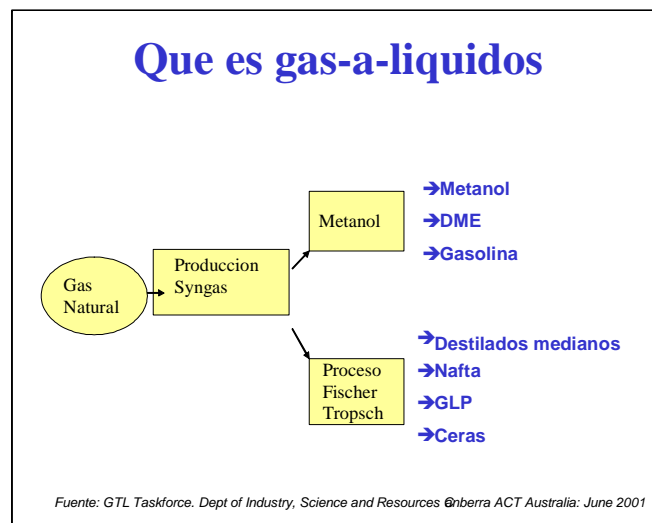 Que es gas-a-liquidos
Gas
Natural
Produccion
Syngas
Metanol
➔Metanol
➔DME
➔Gasolina
Proceso
Fischer
Tropsch
➔Destilados medianos
➔Nafta
➔GLP
➔Ceras
Fuente: GTL Taskforce. Dept of Industry, Science and Resources ACT Australia: June 2001